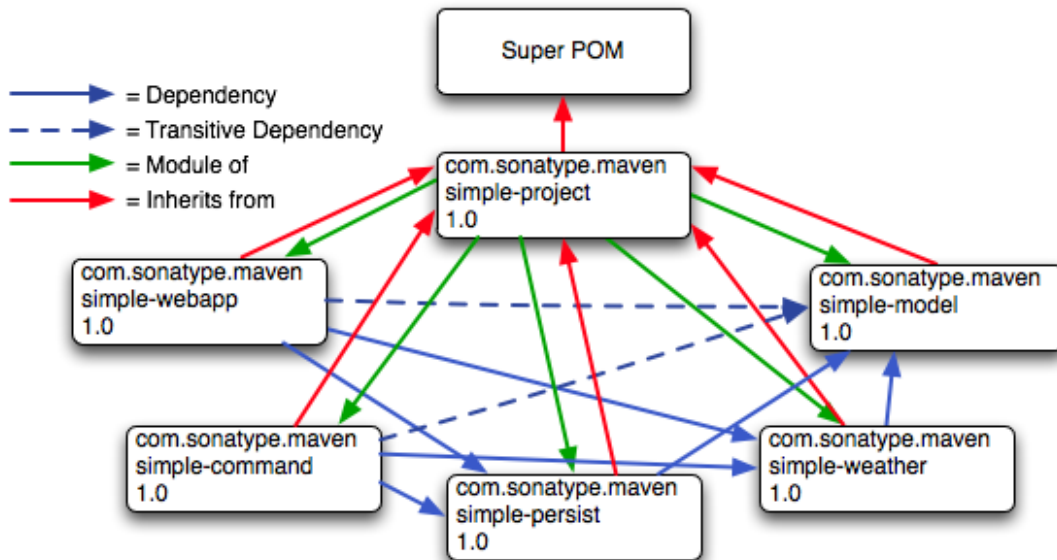 Super POM
= Dependency
= Transitive Dependency
= Module of
= Inherits from
com.sonatype.maven
simple-project
1.0
com.sonatype.maven
simple-webapp
1.0
com.sonatype.maven
simple-model
1.0
com.sonatype.maven
simple-command
1.0
com.sonatype.maven
simple-persist
1.0
com.sonatype.maven
simple-weather
1.0